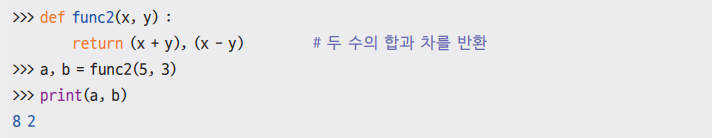 >>> def func2(x, y) :
        return (x + y), (x - y)        # 두 수의 합과 차를 반환
>>> a, b = func2(5, 3)
>>> print(a, b)
8 2